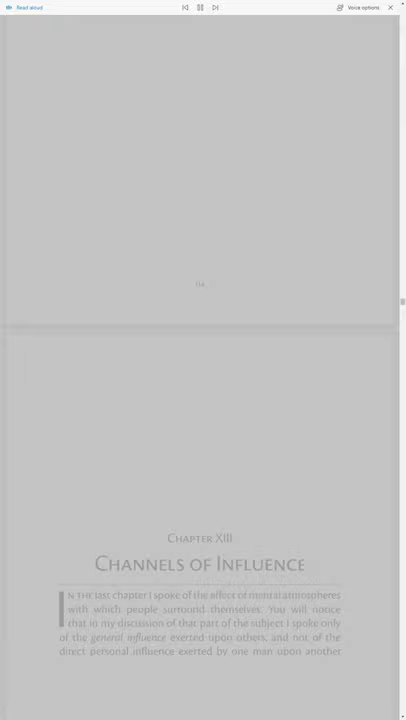 Read aloud
Voice options
Chapter XIII
Channels of Influence
In the last chapter I spoke of the effect of mental atmospheres
with which people surround themselves. You will notice
that in my discussion of that part of the subject I spoke only
of the general influence exerted upon others, and not of the
direct personal influence exerted by one man upon another